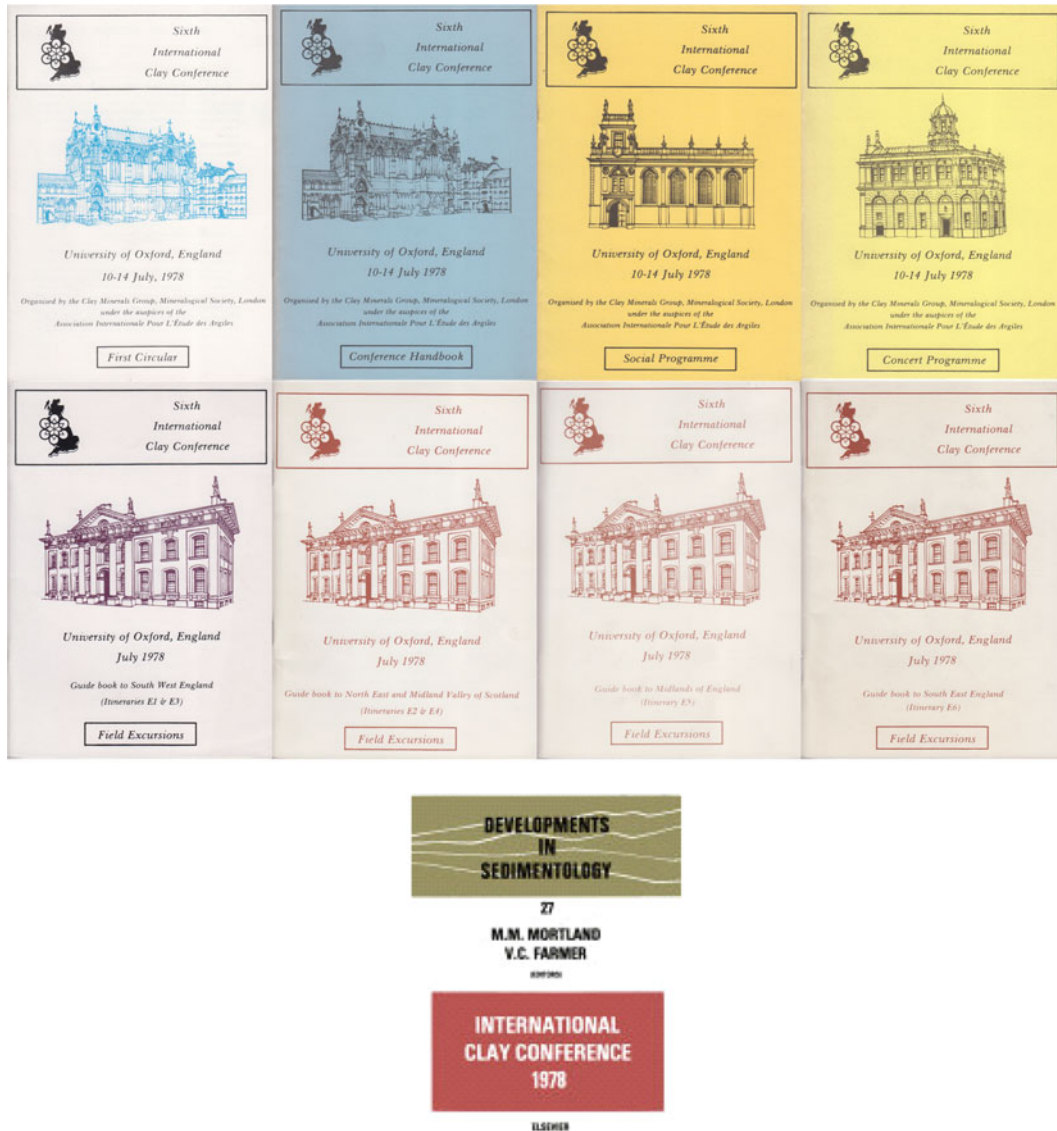 Sixth
International
Clay Conference
University of Oxford, England
10-14 July, 1978
Organised by the Clay Minerals Group, Mineralogical Society, London
under the auspices of the
Association Internationale Pour L'Étude des Argiles
First Circular
Sixth
International
Clay Conference
University of Oxford, England
10-14 July 1978
Organised by the Clay Minerals Group, Mineralogical Society, London
under the auspices of the
Association Internationale Pour L'Étude des Argiles
Conference Handbook
Sixth
International
Clay Conference
University of Oxford, England
10-14 July 1978
Organised by the Clay Minerals Group, Mineralogical Society, London
under the auspices of the
Association Internationale Pour L'Étude des Argiles
Social Programme
Sixth
International
Clay Conference
University of Oxford, England
10-14 July 1978
Organised by the Clay Minerals Group, Mineralogical Society, London
under the auspices of the
Association Internationale Pour L'Étude des Argiles
Concert Programme
Sixth
International
Clay Conference
University of Oxford, England
July 1978
Guide book to South West England
(Itineraries E1 & E3)
Field Excursions
Sixth
International
Clay Conference
University of Oxford, England
July 1978
Guide book to North East and Midland Valley of Scotland
(Itineraries E2 & E4)
Field Excursions
Sixth
International
Clay Conference
University of Oxford, England
July 1978
Guide book to Midlands of England
(Itinerary E5)
Field Excursions
Sixth
International
Clay Conference
University of Oxford, England
July 1978
Guide book to South East England
(Itinerary E6)
Field Excursions
DEVELOPMENTS
IN
SEDIMENTOLOGY
27
M.M. MORTLAND
V.C. FARMER
(EDITORS)
INTERNATIONAL
CLAY CONFERENCE
1978
ELSEVIER